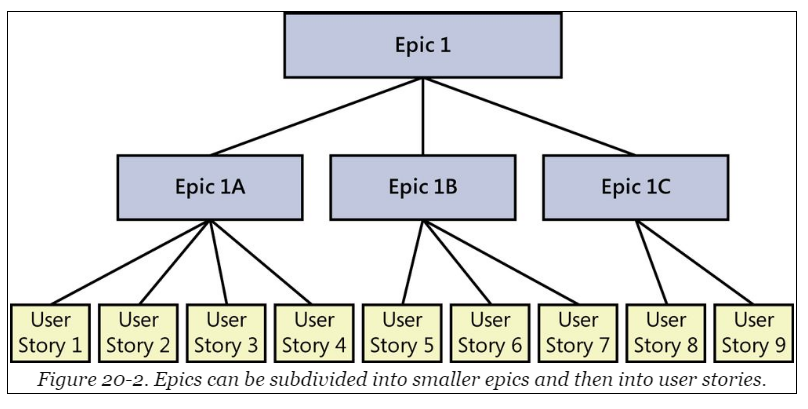 Epic 1
Epic 1A
Epic 1B
Epic 1C
User
Story 1
User
Story 2
User
Story 3
User
Story 4
User
Story 5
User
Story 6
User
Story 7
User
Story 8
User
Story 9
Figure 20-2. Epics can be subdivided into smaller epics and then into user stories.